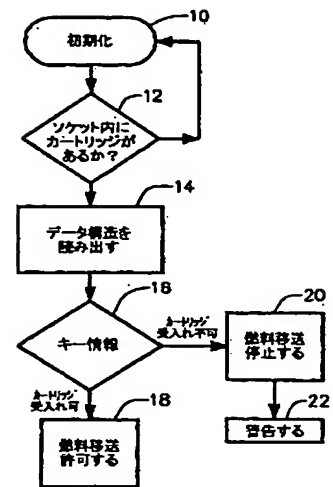 10
初期化
12
ソケット内に
カートリッジが
あるか？
14
データ構造を
読み出す
18
キー情報
カートリッジ
受入れ不可
20
燃料移送
停止する
カートリッジ
受入れ可
18
燃料移送
許可する
22
警告する